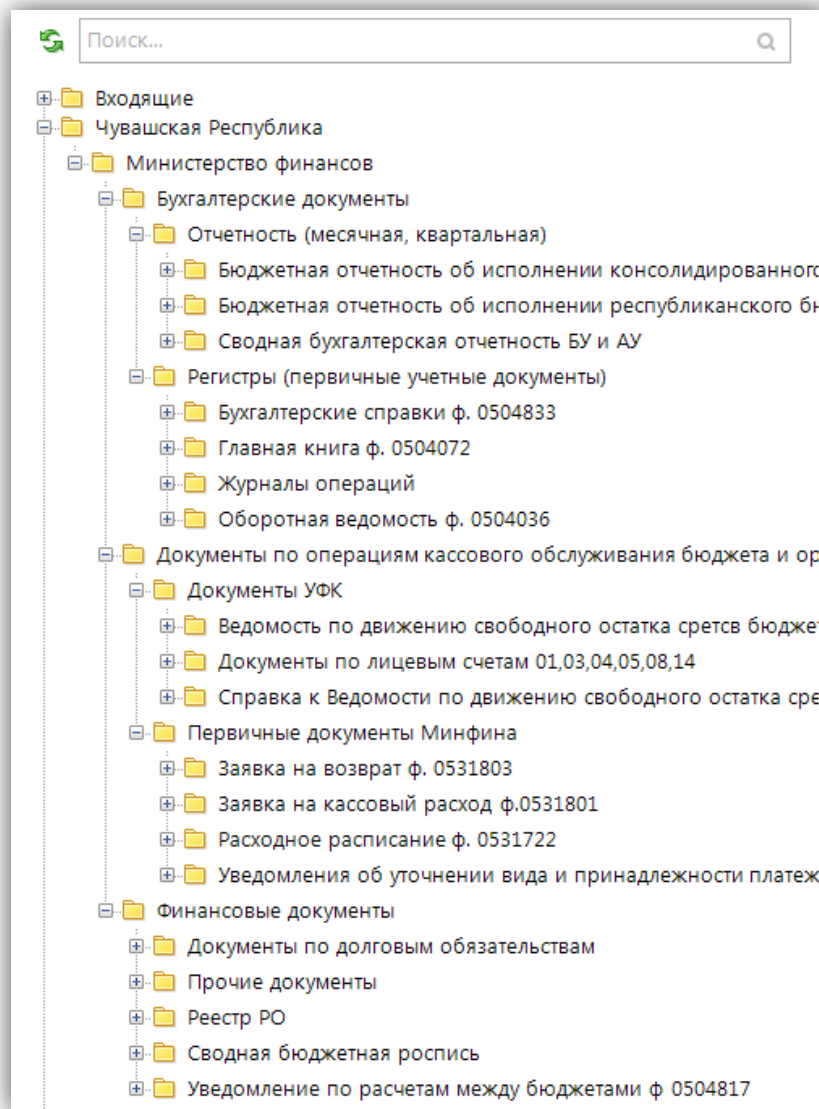 Поиск...
Входящие
Чувашская Республика
Министерство финансов
Бухгалтерские документы
Отчетность (месячная, квартальная)
Бюджетная отчетность об исполнении консолидированного
Бюджетная отчетность об исполнении республиканского
Сводная бухгалтерская отчетность БУ и АУ
Регистры (первичные учетные документы)
Бухгалтерские справки ф. 0504833
Главная книга ф. 0504072
Журналы операций
Оборотная ведомость ф. 0504036
Документы по операциям кассового обслуживания бюджета и
Документы УФК
Ведомость по движению свободного остатка сретсв
Документы по лицевым счетам 01,03,04,05,08,14
Справка к Ведомости по движению свободного остатка
Первичные документы Минфина
Заявка на возврат ф. 0531803
Заявка на кассовый расход ф.0531801
Расходное расписание ф. 0531722
Уведомления об уточнении вида и принадлежности
Финансовые документы
Документы по долговым обязательствам
Прочие документы
Реестр РО
Сводная бюджетная роспись
Уведомление по расчетам между бюджетами ф 0504817